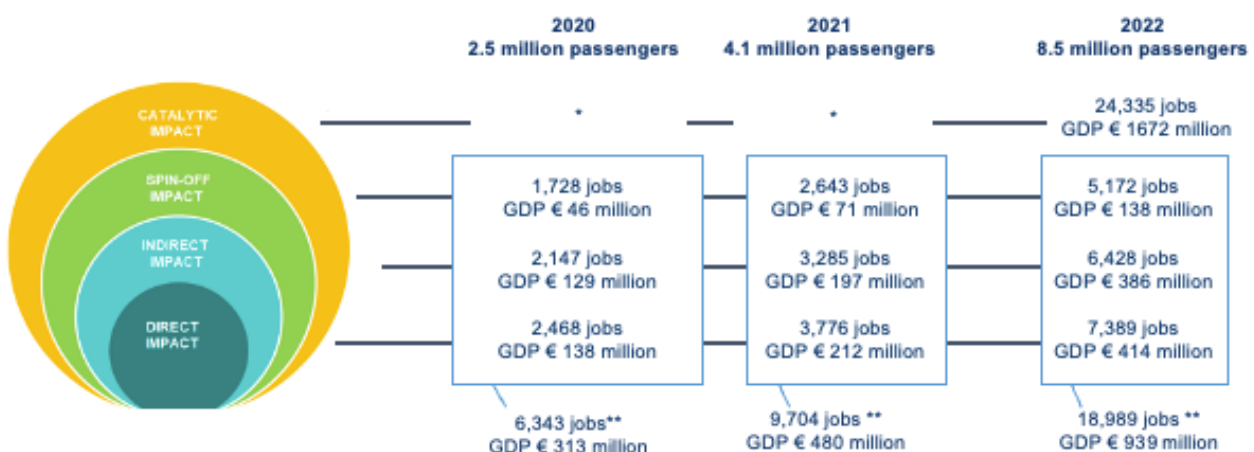 2020
2.5 million passengers
2021
4.1 million passengers
2022
8.5 million passengers
CATALYTIC
IMPACT
*
*
24,335 jobs
GDP € 1672 million
SPIN-OFF
IMPACT
1,728 jobs
GDP € 46 million
2,643 jobs
GDP € 71 million
5,172 jobs
GDP € 138 million
INDIRECT
IMPACT
2,147 jobs
GDP € 129 million
3,285 jobs
GDP € 197 million
6,428 jobs
GDP € 386 million
DIRECT
IMPACT
2,468 jobs
GDP € 138 million
3,776 jobs
GDP € 212 million
7,389 jobs
GDP € 414 million
6,343 jobs**
GDP € 313 million
9,704 jobs **
GDP € 480 million
18,989 jobs **
GDP € 939 million